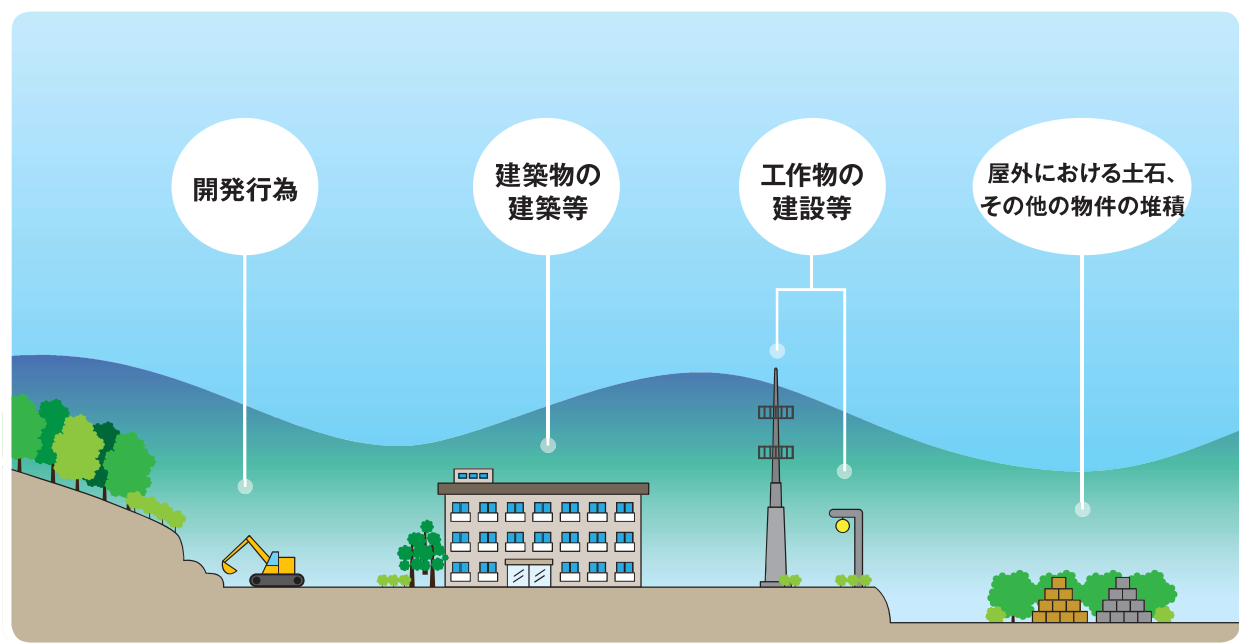 開発行為
建築物の
建築等
工作物の
建設等
屋外における土石、
その他の物件の堆積